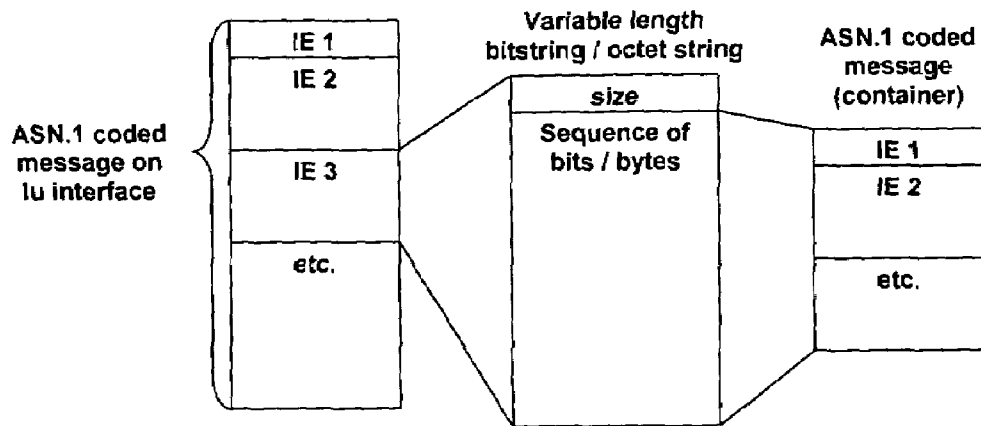 ASN.1 coded
message on
Iu interface
IE 1
IE 2
IE 3
etc.
Variable length
bitstring / octet string
size
Sequence of
bits / bytes
ASN.1 coded
message
(container)
IE 1
IE 2
etc.